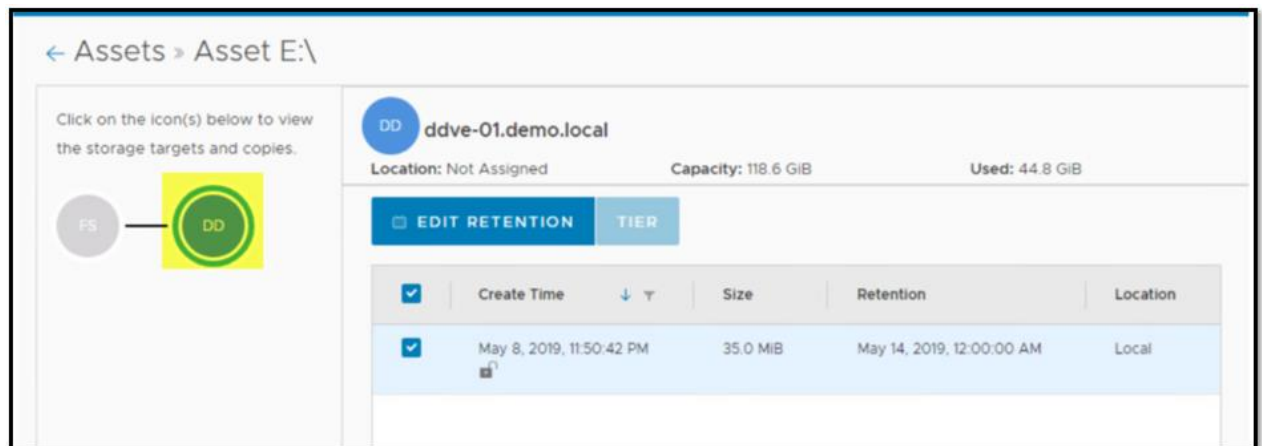 ← Assets » Asset E:\
Click on the icon(s) below to view
the storage targets and copies.
FS
DD
DD ddve-01.demo.local
Location: Not Assigned Capacity: 118.6 GiB Used: 44.8 GiB
EDIT RETENTION TIER
Create Time ↓ Size Retention Location
May 8, 2019, 11:50:42 PM 35.0 MiB May 14, 2019, 12:00:00 AM Local